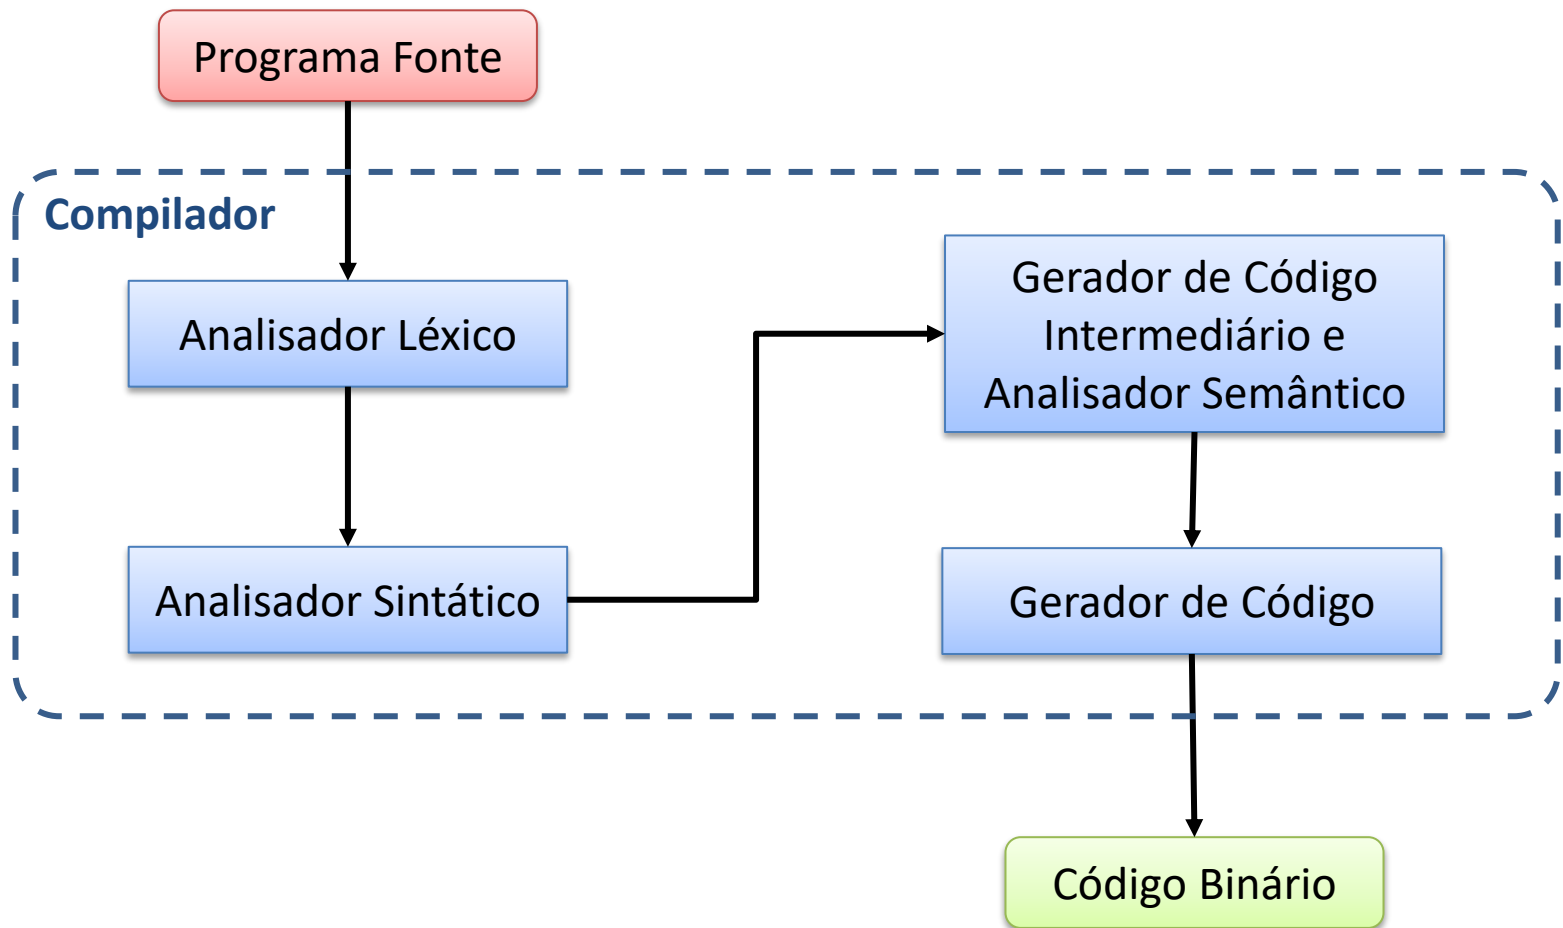 Programa Fonte
Compilador
Analisador Léxico
Analisador Sintático
Gerador de Código
Intermediário e
Analisador Semântico
Gerador de Código
Código Binário